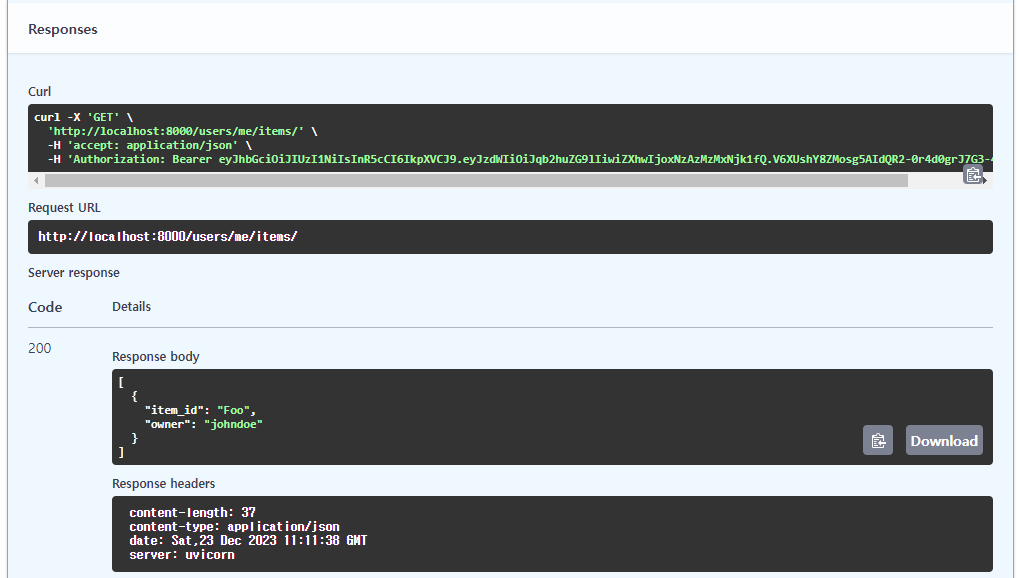 Responses
Curl
curl -X 'GET' \
'http://localhost:8000/users/me/items/' \
-H 'accept: application/json' \
-H 'Authorization: Bearer eyJhbGciOiJIUzI1NiIsInR5cCI6IkpXVCJ9.eyJzdWIiOiJqb2huZG9lIiwiZXhwIjoxNzAzMzMxNjk1fQ.V6XUshY8ZMosg5AIdQR2-0r4d0grJ7G3-
Request URL
http://localhost:8000/users/me/items/
Server response
Code Details
200
Response body
[
{
"item_id": "Foo",
"owner": "johndoe"
}
]
Download
Response headers
content-length: 37
content-type: application/json
date: Sat,23 Dec 2023 11:11:38 GMT
server: uvicorn